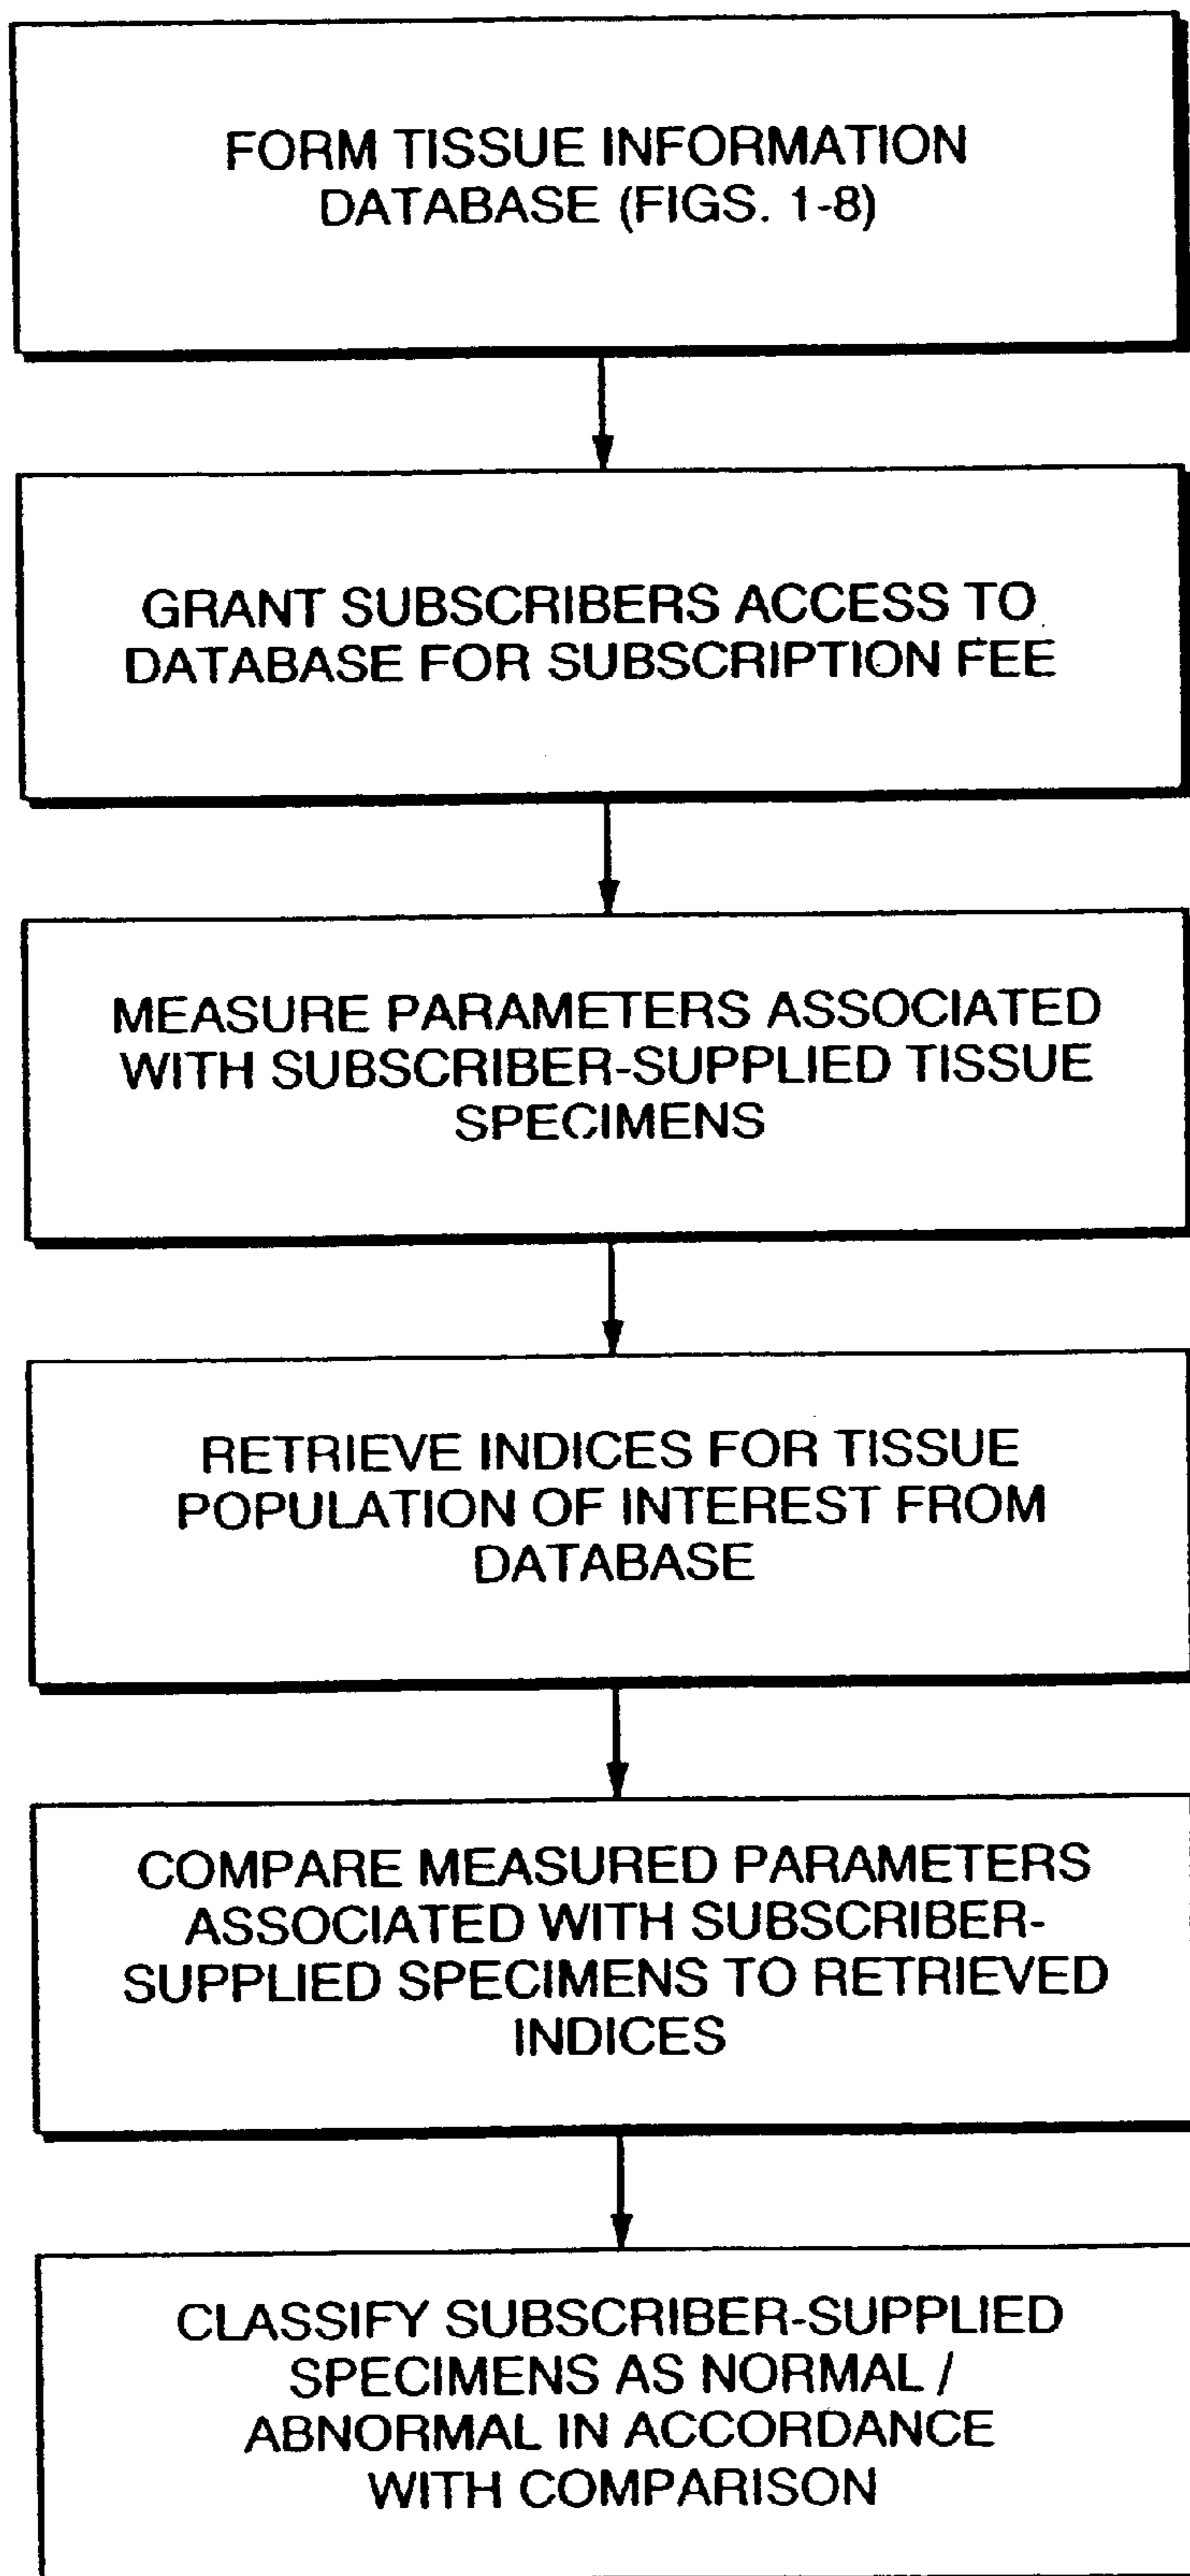 FORM TISSUE INFORMATION
DATABASE (FIGS. 1-8)
GRANT SUBSCRIBERS ACCESS TO
DATABASE FOR SUBSCRIPTION FEE
MEASURE PARAMETERS ASSOCIATED
WITH SUBSCRIBER-SUPPLIED TISSUE
SPECIMENS
RETRIEVE INDICES FOR TISSUE
POPULATION OF INTEREST FROM
DATABASE
COMPARE MEASURED PARAMETERS
ASSOCIATED WITH SUBSCRIBER-
SUPPLIED SPECIMENS TO RETRIEVED
INDICES
CLASSIFY SUBSCRIBER-SUPPLIED
SPECIMENS AS NORMAL /
ABNORMAL IN ACCORDANCE
WITH COMPARISON